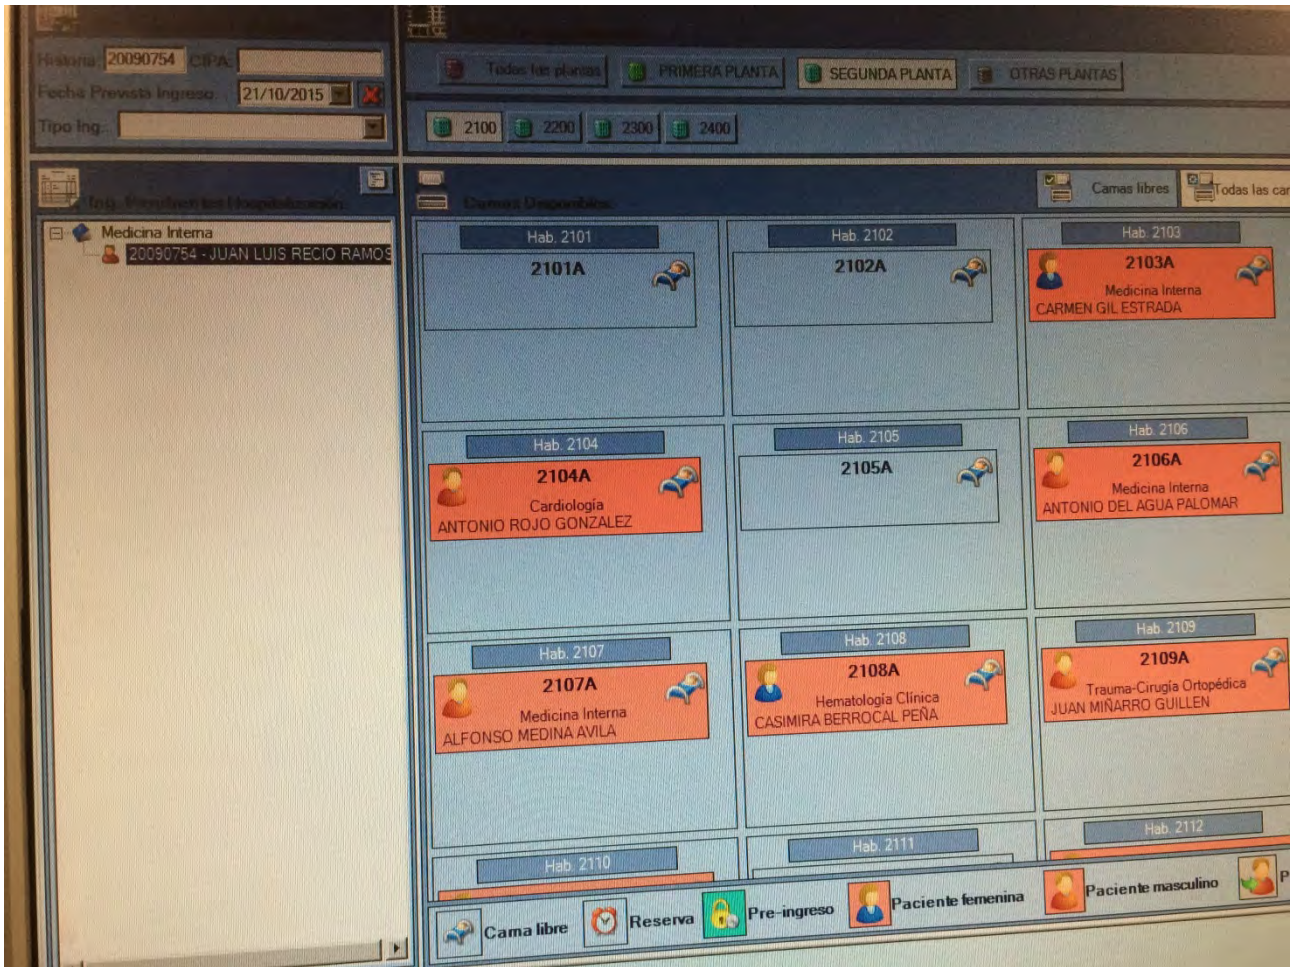 Historia: 20090754 CIPA:
Fecha Prevista Ingreso: 21/10/2015
Tipo Ing.:
Todas las plantas PRIMERA PLANTA SEGUNDA PLANTA OTRAS PLANTAS
2100 2200 2300 2400
Ing. Pendientes Hospitalización
Medicina Interna
20090754 - JUAN LUIS RECIO RAMOS
Camas Disponibles
Camas libres Todas las
Hab. 2101
2101A
Hab. 2102
2102A
Hab. 2103
2103A
Medicina Interna
CARMEN GIL ESTRADA
Hab. 2104
2104A
Cardiología
ANTONIO ROJO GONZALEZ
Hab. 2105
2105A
Hab. 2106
2106A
Medicina Interna
ANTONIO DEL AGUA PALOMAR
Hab. 2107
2107A
Medicina Interna
ALFONSO MEDINA AVILA
Hab. 2108
2108A
Hematología Clínica
CASIMIRA BERROCAL PEÑA
Hab. 2109
2109A
Trauma-Cirugía Ortopédica
JUAN MIÑARRO GUILLEN
Hab. 2110
Hab. 2111
Hab. 2112
Cama libre Reserva Pre-ingreso Paciente femenina Paciente masculino